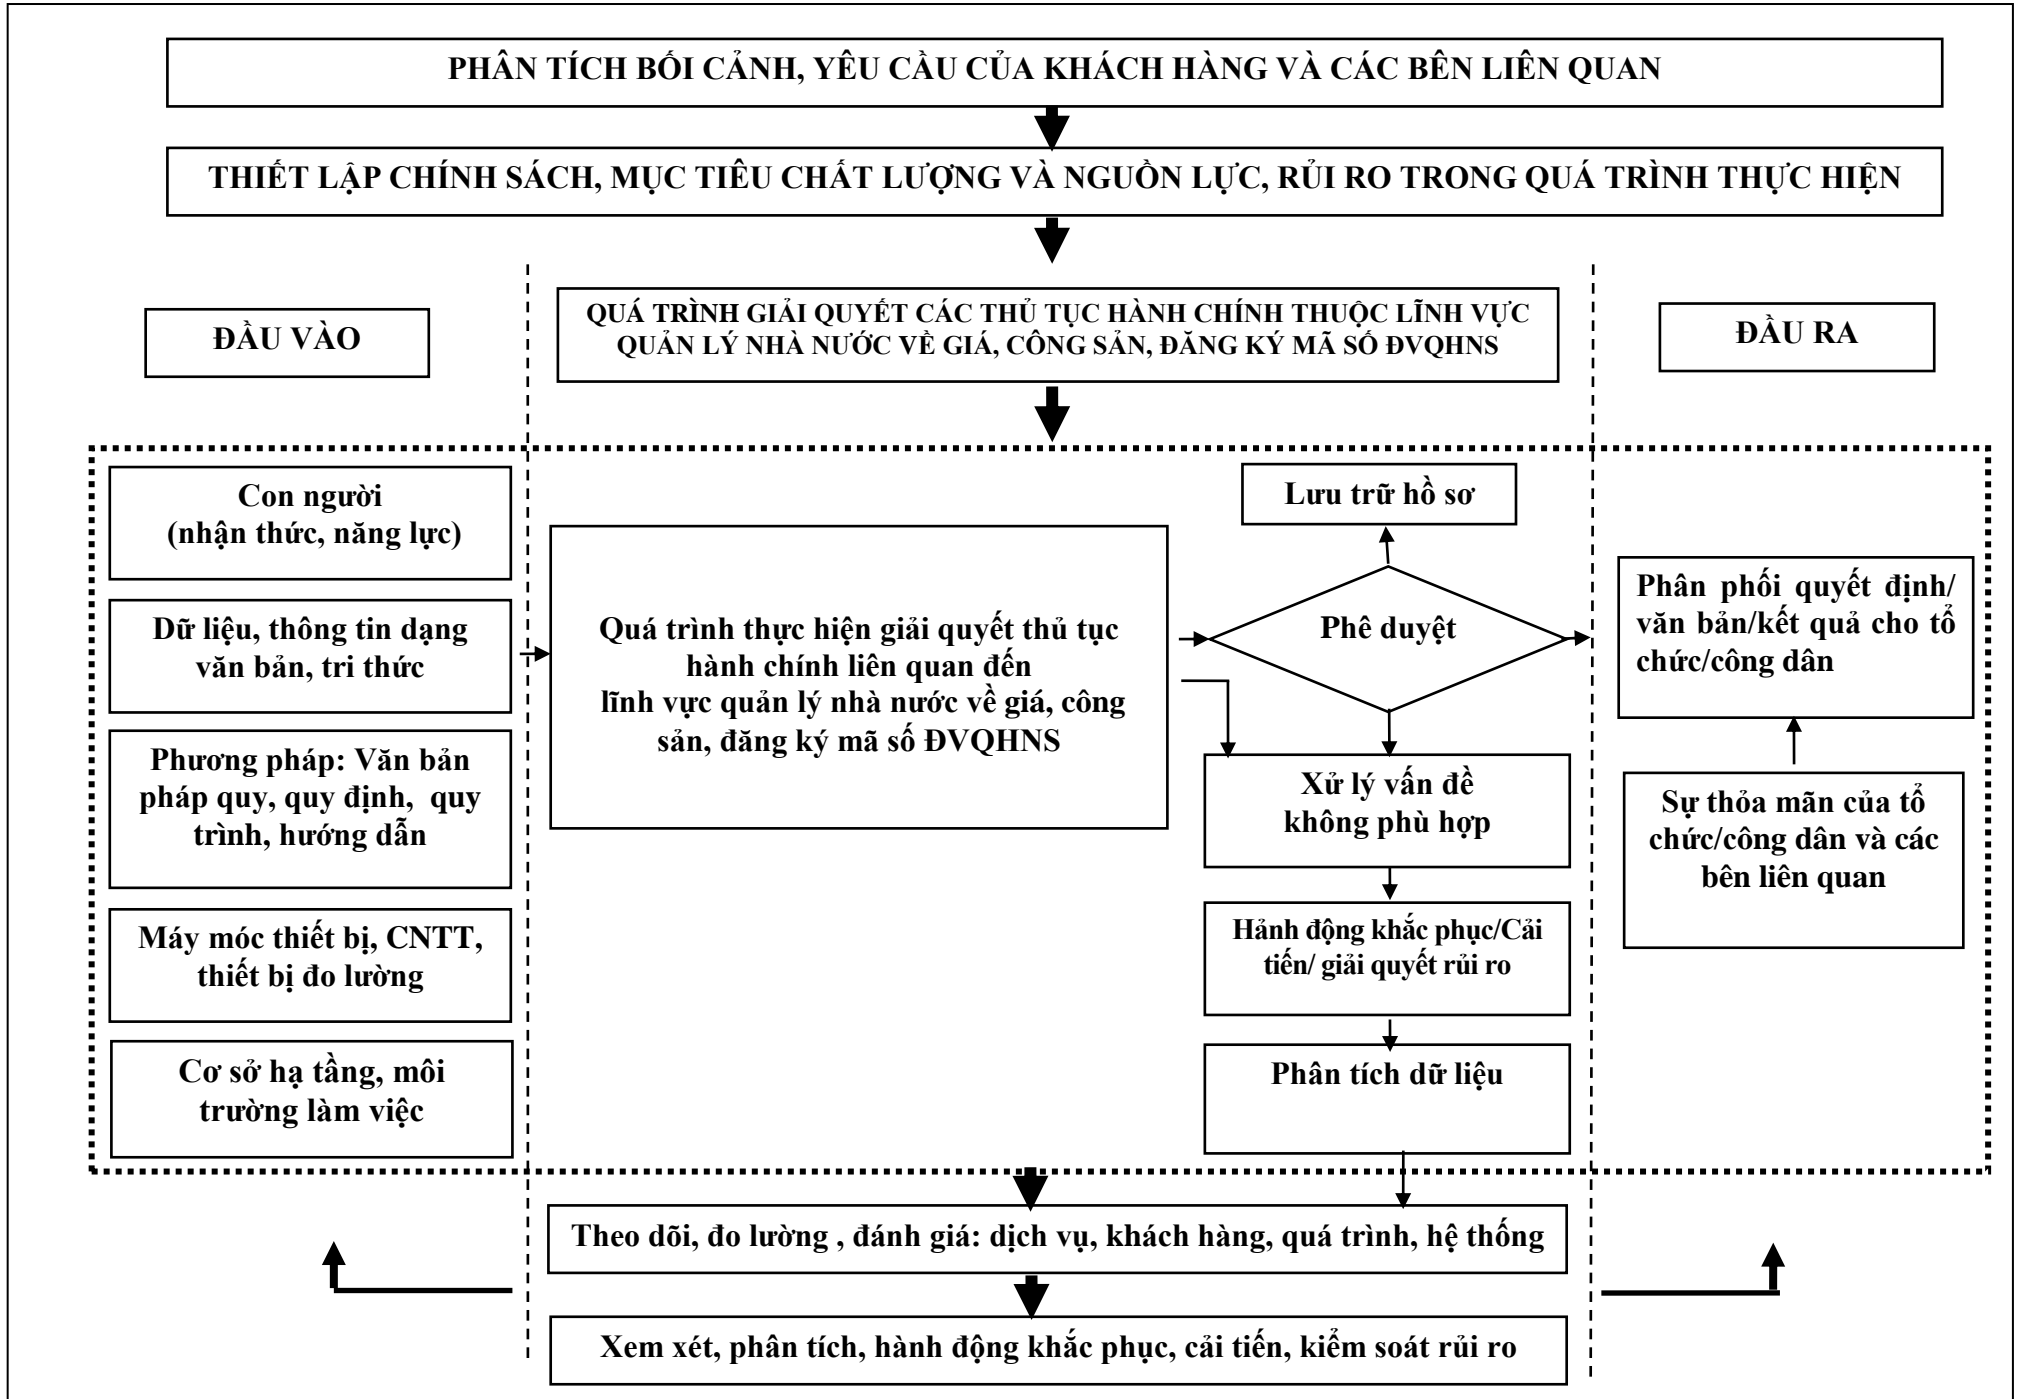 PHÂN TÍCH BỐI CẢNH, YÊU CẦU CỦA KHÁCH HÀNG VÀ CÁC BÊN LIÊN QUAN
THIẾT LẬP CHÍNH SÁCH, MỤC TIÊU CHẤT LƯỢNG VÀ NGUỒN LỰC, RỦI RO TRONG QUÁ TRÌNH THỰC HIỆN
ĐẦU VÀO
QUÁ TRÌNH GIẢI QUYẾT CÁC THỦ TỤC HÀNH CHÍNH THUỘC LĨNH VỰC
QUẢN LÝ NHÀ NƯỚC VỀ GIÁ, CÔNG SẢN, ĐĂNG KÝ MÃ SỐ ĐVQHNS
ĐẦU RA
Con người
(nhận thức, năng lực)
Dữ liệu, thông tin dạng
văn bản, tri thức
Phương pháp: Văn bản
pháp quy, quy định, quy
trình, hướng dẫn
Máy móc thiết bị, CNTT,
thiết bị đo lường
Cơ sở hạ tầng, môi
trường làm việc
Quá trình thực hiện giải quyết thủ tục
hành chính liên quan đến
lĩnh vực quản lý nhà nước về giá, công
sản, đăng ký mã số ĐVQHNS
Lưu trữ hồ sơ
Phê duyệt
Xử lý vấn đề
không phù hợp
Hảnh động khắc phục/Cải
tiến/ giải quyết rủi ro
Phân tích dữ liệu
Phân phối quyết định/
văn bản/kết quả cho tổ
chức/công dân
Sự thỏa mãn của tổ
chức/công dân và các
bên liên quan
Theo dõi, đo lường , đánh giá: dịch vụ, khách hàng, quá trình, hệ thống
Xem xét, phân tích, hành động khắc phục, cải tiến, kiểm soát rủi ro